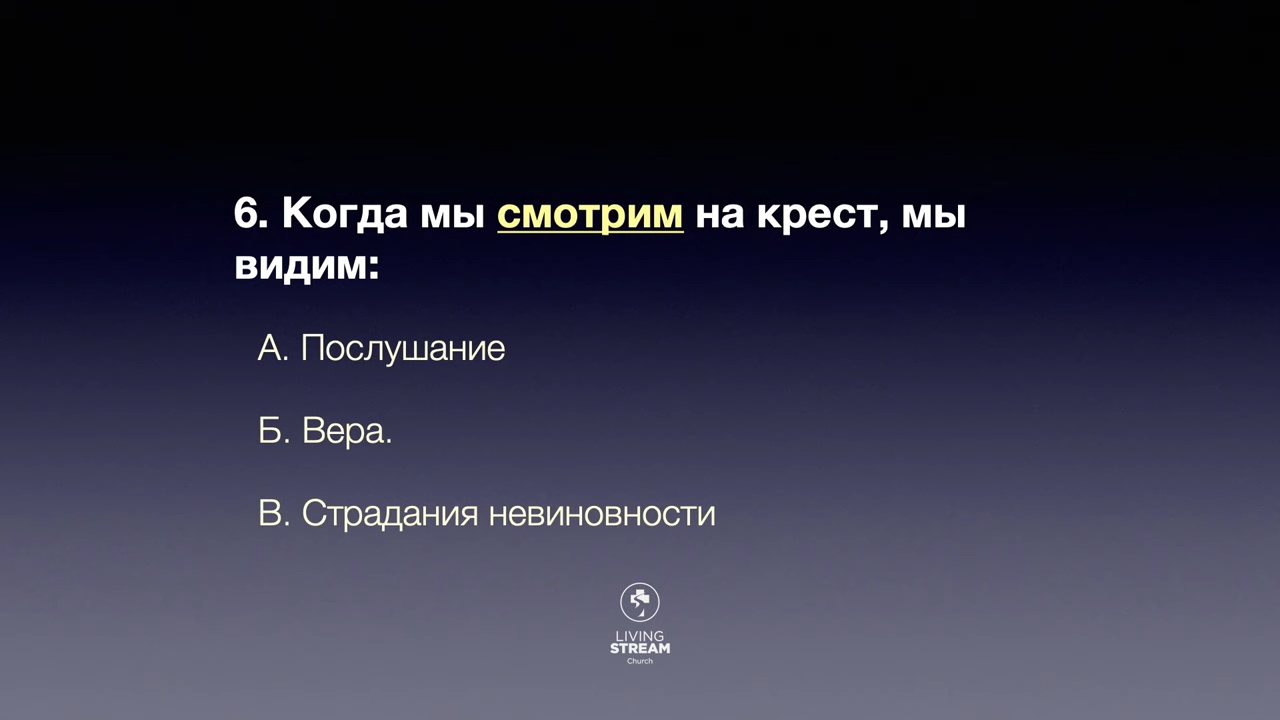 6. Когда мы смотрим на крест, мы
видим:
А. Послушание
Б. Вера.
В. Страдания невиновности
LIVING
STREAM
Church